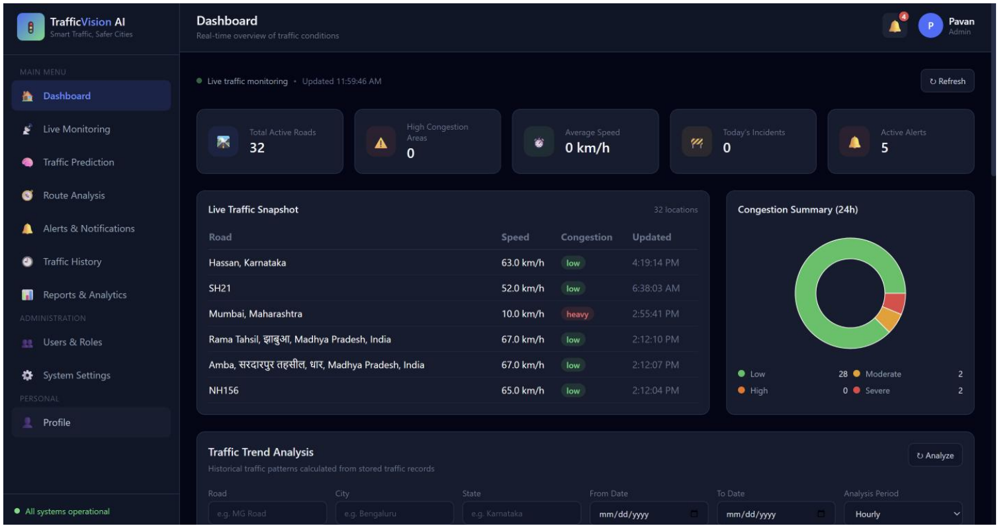 TrafficVision AI
Smart Traffic, Safer Cities
MAIN MENU
Dashboard
Live Monitoring
Traffic Prediction
Route Analysis
Alerts & Notifications
Traffic History
Reports & Analytics
ADMINISTRATION
Users & Roles
System Settings
PERSONAL
Profile
All systems operational
Dashboard
Real-time overview of traffic conditions
4
P
Pavan
Admin
Live traffic monitoring • Updated 11:59:46 AM
↻ Refresh
Total Active Roads
32
High Congestion
Areas
0
Average Speed
0 km/h
Today's Incidents
0
Active Alerts
5
Live Traffic Snapshot 32 locations
Road Speed Congestion Updated
Hassan, Karnataka 63.0 km/h low 4:19:14 PM
SH21 52.0 km/h low 6:38:03 AM
Mumbai, Maharashtra 10.0 km/h heavy 2:55:41 PM
Rama Tahsil, झाबुआ, Madhya Pradesh, India 67.0 km/h low 2:12:10 PM
Amba, सरदारपुर तहसील, धार, Madhya Pradesh, India 67.0 km/h low 2:12:07 PM
NH156 65.0 km/h low 2:12:04 PM
Congestion Summary (24h)
Low 28 Moderate 2
High 0 Severe 2
Traffic Trend Analysis
Historical traffic patterns calculated from stored traffic records
↻ Analyze
Road City State From Date To Date Analysis Period
e.g. MG Road e.g. Bengaluru e.g. Karnataka mm/dd/yyyy mm/dd/yyyy Hourly